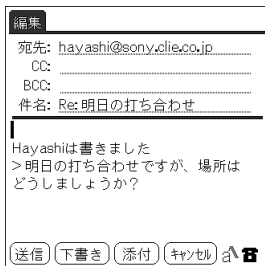 編集
宛先: hayashi@sony.clie.co.jp
CC:
BCC:
件名: Re:明日の打ち合わせ
Hayashiは書きました
>明日の打ち合わせですが、場所は
どうしましょうか?
送信 下書き 添付 キャンセル a